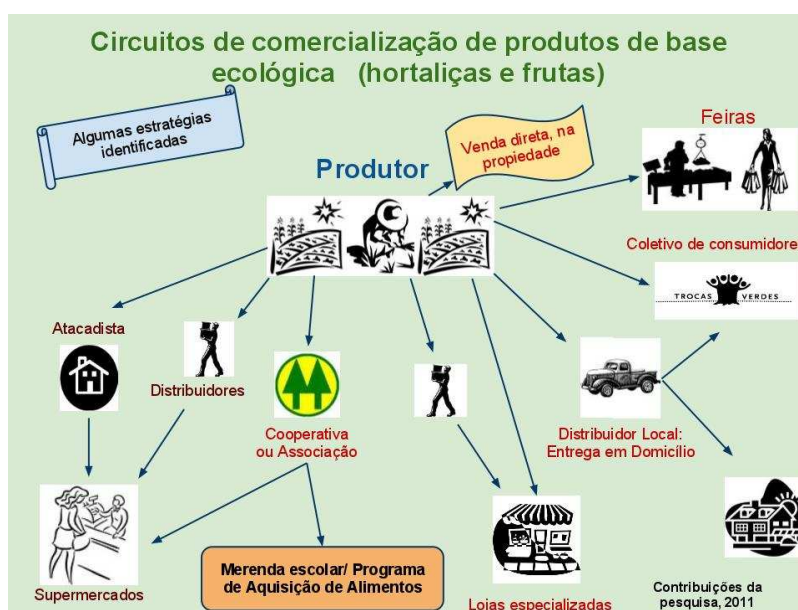 Circuitos de comercialização de produtos de base
ecológica (hortaliças e frutas)
Algumas estratégias
identificadas
Venda direta, na
propiedade
Feiras
Produtor
Coletivo de consumidore
TROCAS VERDES
Atacadista
Distribuidores
Cooperativa
ou Associação
Distribuidor Local:
Entrega em Domicílio
Merenda escolar/ Programa
de Aquisição de Alimentos
Supermercados
Lojas especializadas
Contribuições da
pesquisa, 2011